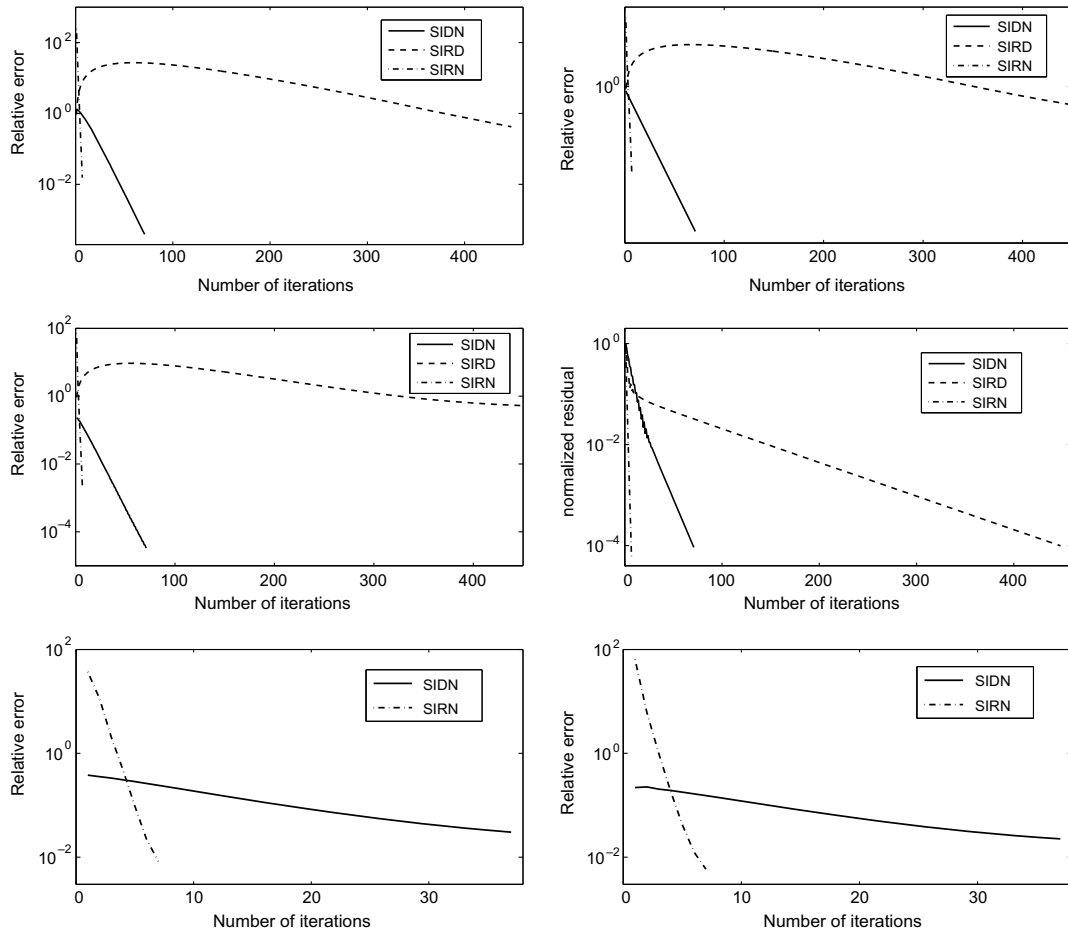 Relative error
10^2
10^0
10^−2
SIDN
SIRD
SIRN
0 100 200 300 400
Number of iterations
Relative error
10^0
SIDN
SIRD
SIRN
0 100 200 300 400
Number of iterations
Relative error
10^2
10^0
10^−2
10^−4
SIDN
SIRD
SIRN
0 100 200 300 400
Number of iterations
normalized residual
10^0
10^−2
10^−4
SIDN
SIRD
SIRN
0 100 200 300 400
Number of iterations
Relative error
10^2
10^0
10^−2
SIDN
SIRN
0 10 20 30
Number of iterations
Relative error
10^2
10^0
10^−2
SIDN
SIRN
0 10 20 30
Number of iterations